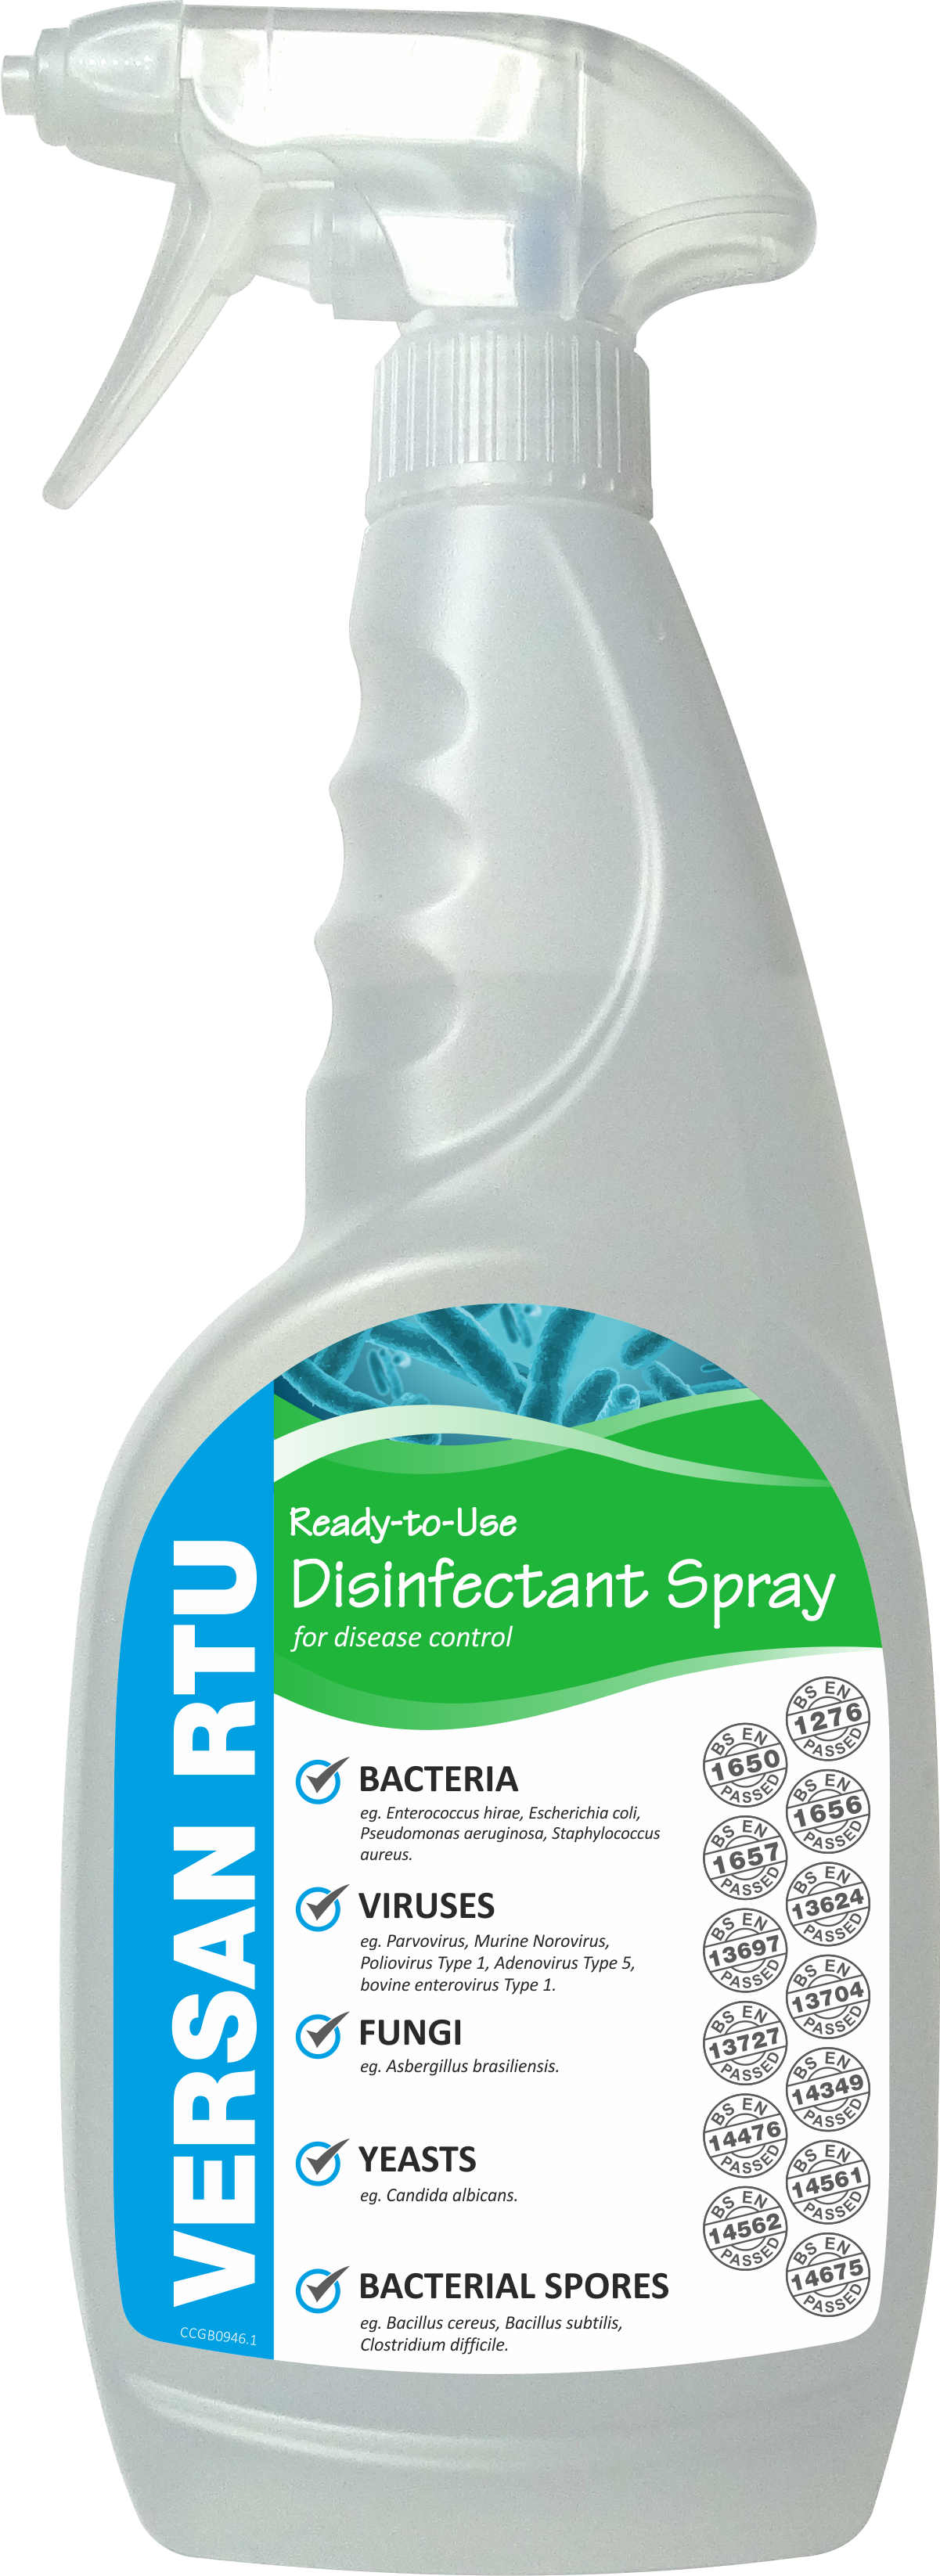 VERSAN RTU
CCGB0946.1
Ready-to-Use
Disinfectant Spray
for disease control
BACTERIA
eg. Enterococcus hirae, Escherichia coli,
Pseudomonas aeruginosa, Staphylococcus
aureus.
VIRUSES
eg. Parvovirus, Murine Norovirus,
Poliovirus Type 1, Adenovirus Type 5,
bovine enterovirus Type 1.
FUNGI
eg. Asbergillus brasiliensis.
YEASTS
eg. Candida albicans.
BACTERIAL SPORES
eg. Bacillus cereus, Bacillus subtilis,
Clostridium difficile.
BS EN
1276
PASSED
BS EN
1650
PASSED
BS EN
1656
PASSED
BS EN
1657
PASSED
BS EN
13624
PASSED
BS EN
13697
PASSED
BS EN
13704
PASSED
BS EN
13727
PASSED
BS EN
14349
PASSED
BS EN
14476
PASSED
BS EN
14561
PASSED
BS EN
14562
PASSED
BS EN
14675
PASSED